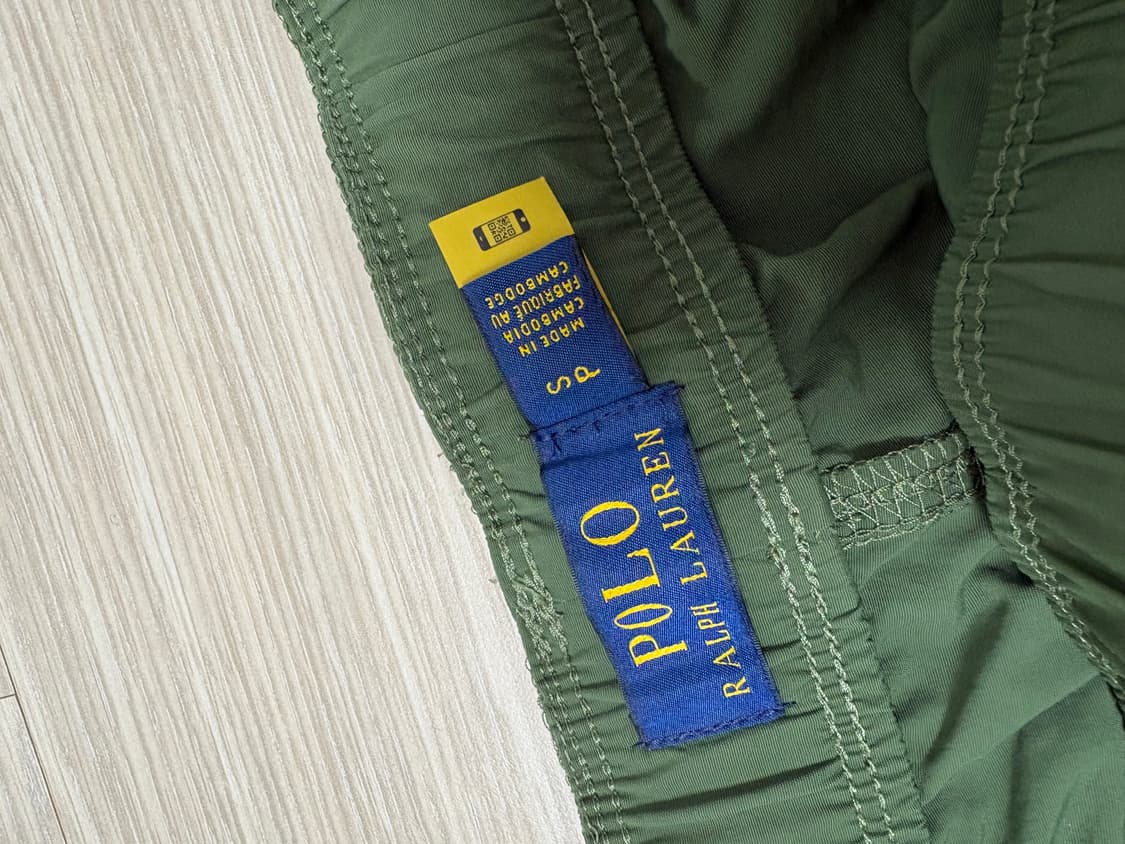 POLO
RALPH LAUREN
P S
MADE IN
CAMBODIA
FABRIQUÉ AU
CAMBODGE